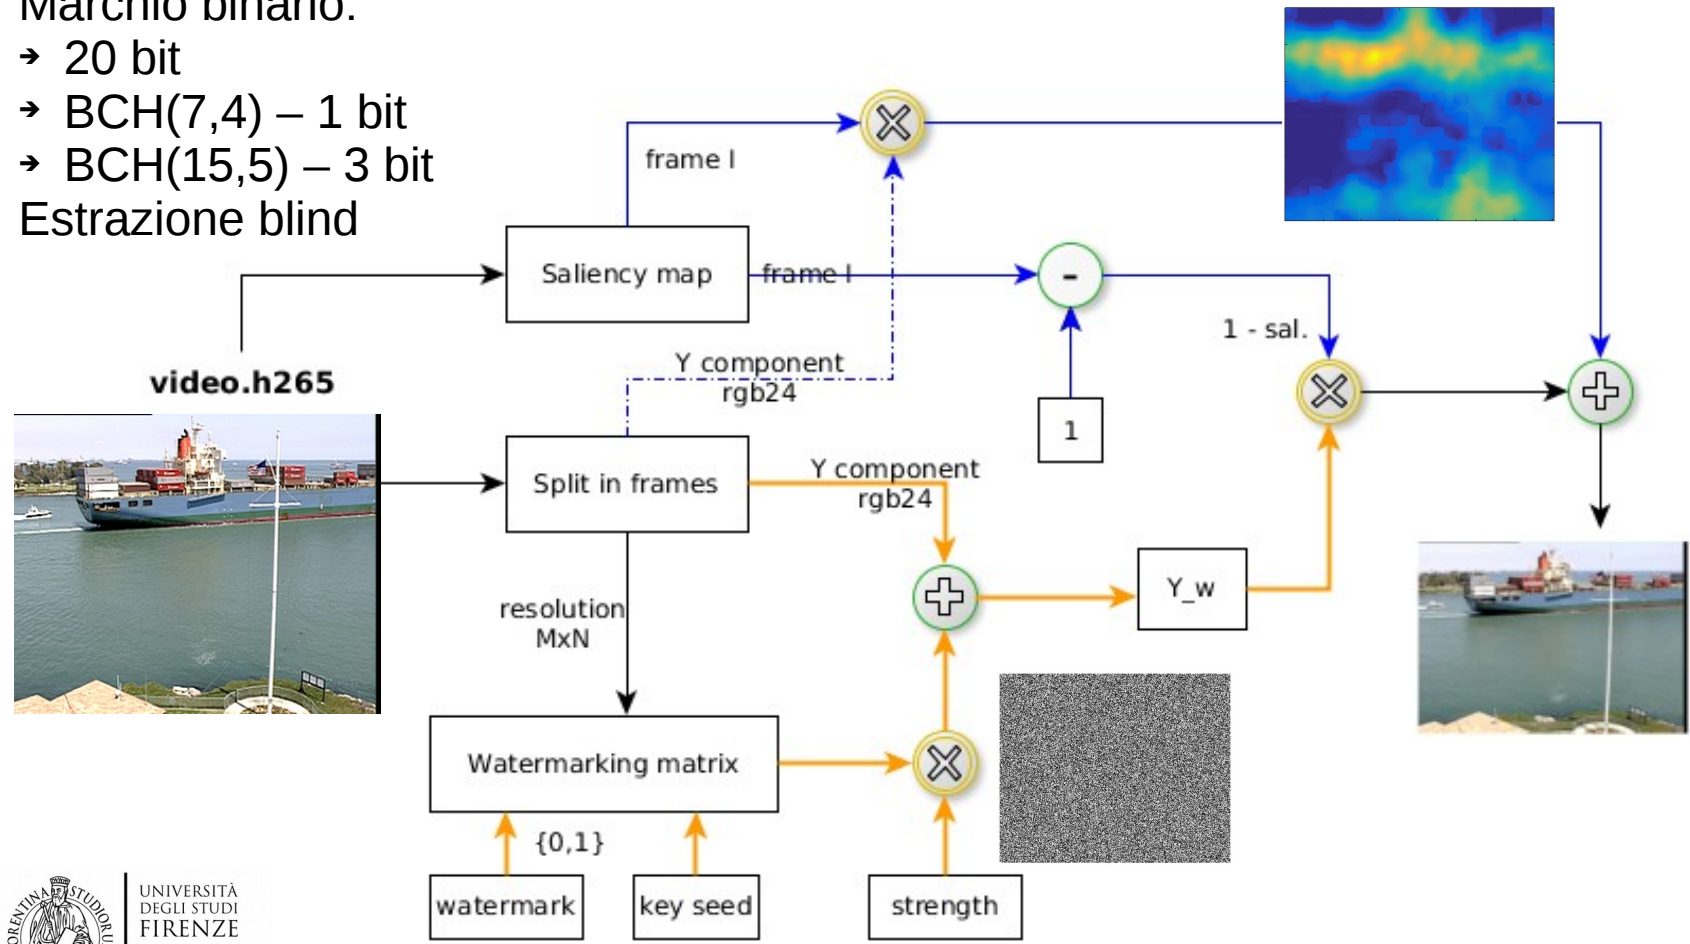 Marchio binario:
➔ 20 bit
➔ BCH(7,4) – 1 bit
➔ BCH(15,5) – 3 bit
Estrazione blind
frame I
Saliency map
frame I
-
1 - sal.
Y component
rgb24
video.h265
1
Split in frames
Y component
rgb24
Y_w
resolution
MxN
Watermarking matrix
{0,1}
watermark
key seed
strength
UNIVERSITÀ
DEGLI STUDI
FIRENZE